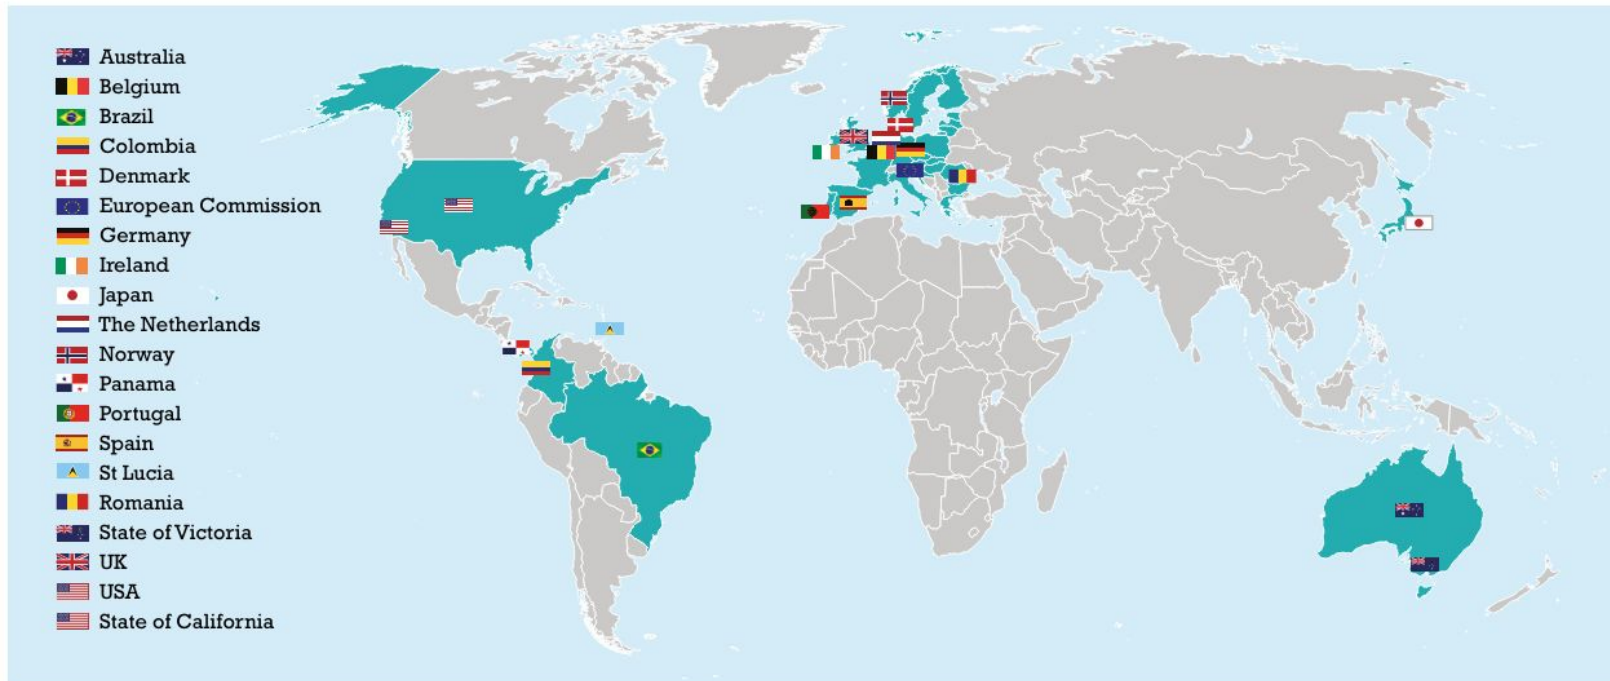 Australia
Belgium
Brazil
Colombia
Denmark
European Commission
Germany
Ireland
Japan
The Netherlands
Norway
Panama
Portugal
Spain
St Lucia
Romania
State of Victoria
UK
USA
State of California